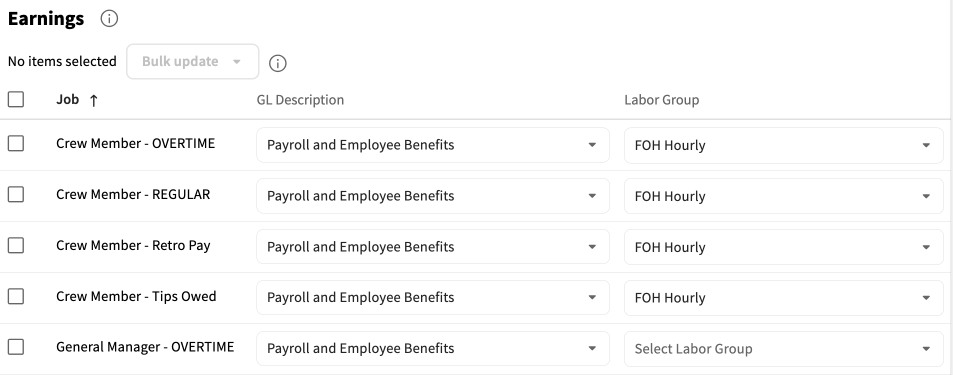 Earnings
No items selected Bulk update
Job ↑ GL Description Labor Group
Crew Member - OVERTIME Payroll and Employee Benefits FOH Hourly
Crew Member - REGULAR Payroll and Employee Benefits FOH Hourly
Crew Member - Retro Pay Payroll and Employee Benefits FOH Hourly
Crew Member - Tips Owed Payroll and Employee Benefits FOH Hourly
General Manager - OVERTIME Payroll and Employee Benefits Select Labor Group